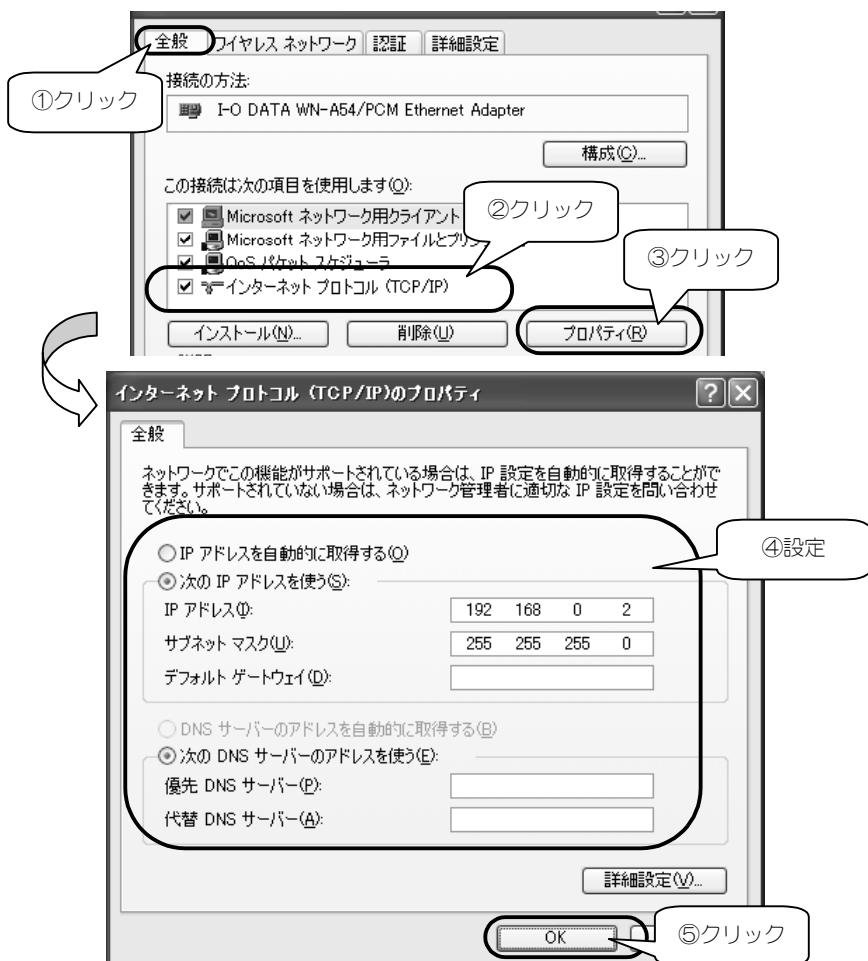 全般 ワイヤレス ネットワーク 認証 詳細設定
①クリック
接続の方法:
I-O DATA WN-A54/PCM Ethernet Adapter
構成(C)...
この接続は次の項目を使用します(O):
②クリック
Microsoft ネットワーク用クライアント
Microsoft ネットワーク用ファイルとプリン
QoS パケット スケジューラ
インターネット プロトコル (TCP/IP)
③クリック
インストール(N)... 削除(U) プロパティ(R)
インターネット プロトコル (TCP/IP)のプロパティ
全般
ネットワークでこの機能がサポートされている場合は、IP 設定を自動的に取得することがで
きます。サポートされていない場合は、ネットワーク管理者に適切な IP 設定を問い合わせ
てください。
④設定
IP アドレスを自動的に取得する(O)
次の IP アドレスを使う(S):
IP アドレス(I): 192 168 0 2
サブネット マスク(U): 255 255 255 0
デフォルト ゲートウェイ(D):
DNS サーバーのアドレスを自動的に取得する(B)
次の DNS サーバーのアドレスを使う(E):
優先 DNS サーバー(P):
代替 DNS サーバー(A):
詳細設定(V)...
OK
⑤クリック